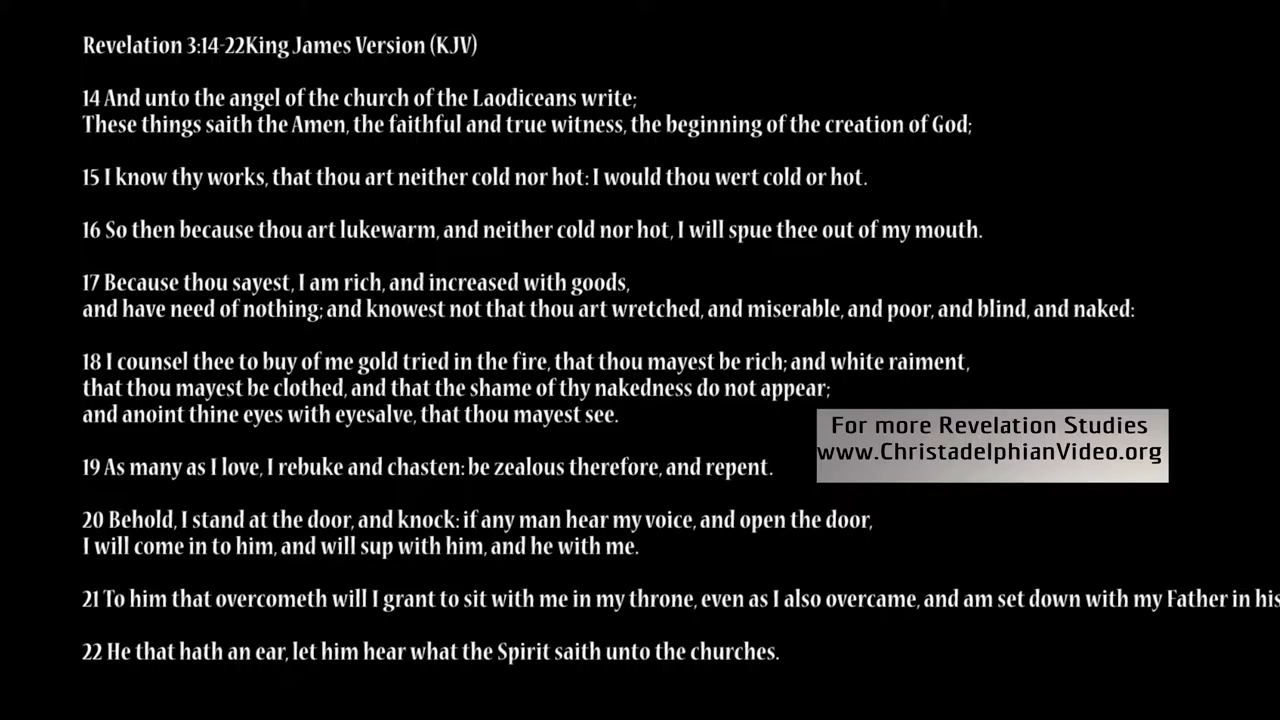 Revelation 3:14-22King James Version (KJV)
14 And unto the angel of the church of the Laodiceans write;
These things saith the Amen, the faithful and true witness, the beginning of the creation of God;
15 I know thy works, that thou art neither cold nor hot: I would thou wert cold or hot.
16 So then because thou art lukewarm, and neither cold nor hot, I will spue thee out of my mouth.
17 Because thou sayest, I am rich, and increased with goods,
and have need of nothing; and knowest not that thou art wretched, and miserable, and poor, and blind, and naked:
18 I counsel thee to buy of me gold tried in the fire, that thou mayest be rich; and white raiment,
that thou mayest be clothed, and that the shame of thy nakedness do not appear;
and anoint thine eyes with eyesalve, that thou mayest see.
For more Revelation Studies
www.ChristadelphianVideo.org
19 As many as I love, I rebuke and chasten: be zealous therefore, and repent.
20 Behold, I stand at the door, and knock: if any man hear my voice, and open the door,
I will come in to him, and will sup with him, and he with me.
21 To him that overcometh will I grant to sit with me in my throne, even as I also overcame, and am set down with my Father in his
22 He that hath an ear, let him hear what the Spirit saith unto the churches.